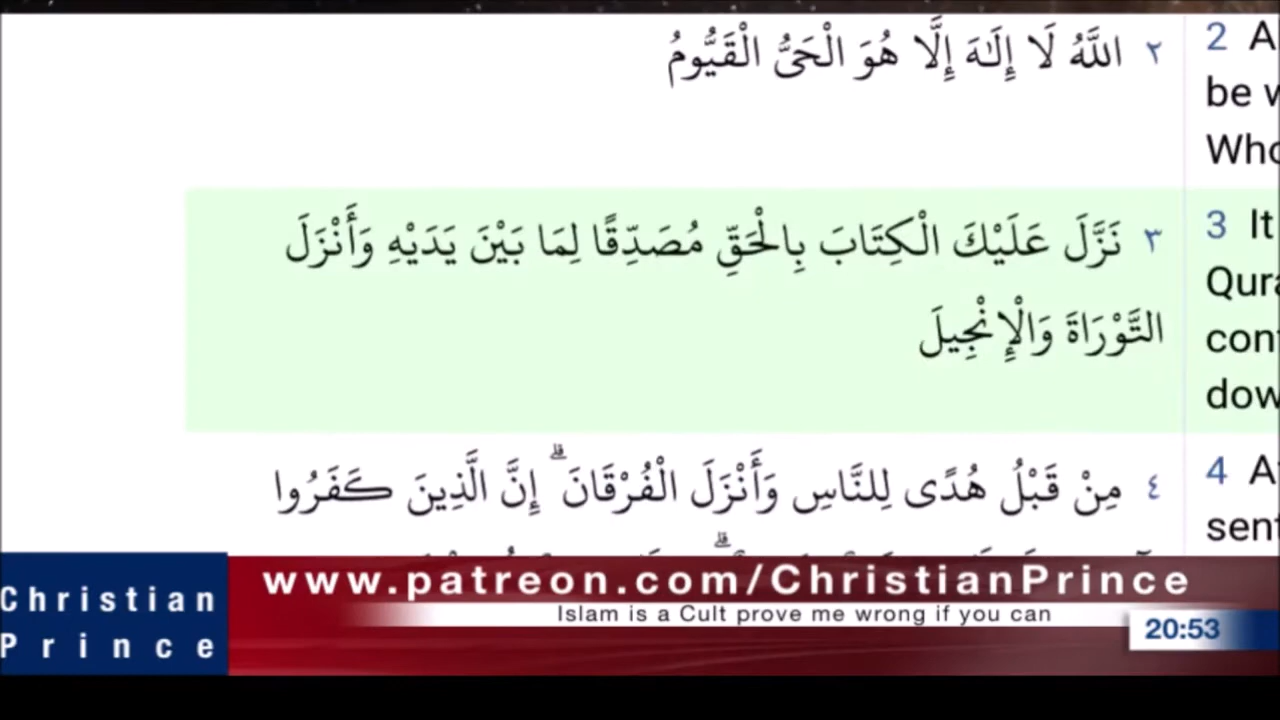 ٢ اللَّهُ لَا إِلَٰهَ إِلَّا هُوَ الْحَيُّ الْقَيُّومُ
2 A
be w
Who
٣ نَزَّلَ عَلَيْكَ الْكِتَابَ بِالْحَقِّ مُصَدِّقًا لِمَا بَيْنَ يَدَيْهِ وَأَنْزَلَ
التَّوْرَاةَ وَالْإِنْجِيلَ
3 It
Qura
con
dow
٤ مِنْ قَبْلُ هُدًى لِلنَّاسِ وَأَنْزَلَ الْفُرْقَانَ ۗ إِنَّ الَّذِينَ كَفَرُوا
4 A
sent
Christian
Prince
www.patreon.com/ChristianPrince
Islam is a Cult prove me wrong if you can
20:53